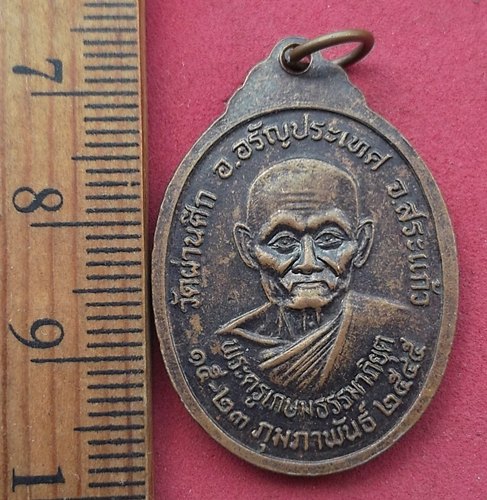 วัดผ่านศึก อ.อรัญประเทศ จ.สระแก้ว
พระครูเกษมธรรมาภิยุต
๑๕-๒๓ กุมภาพันธ์ ๒๕๔๕
7
8
9
1